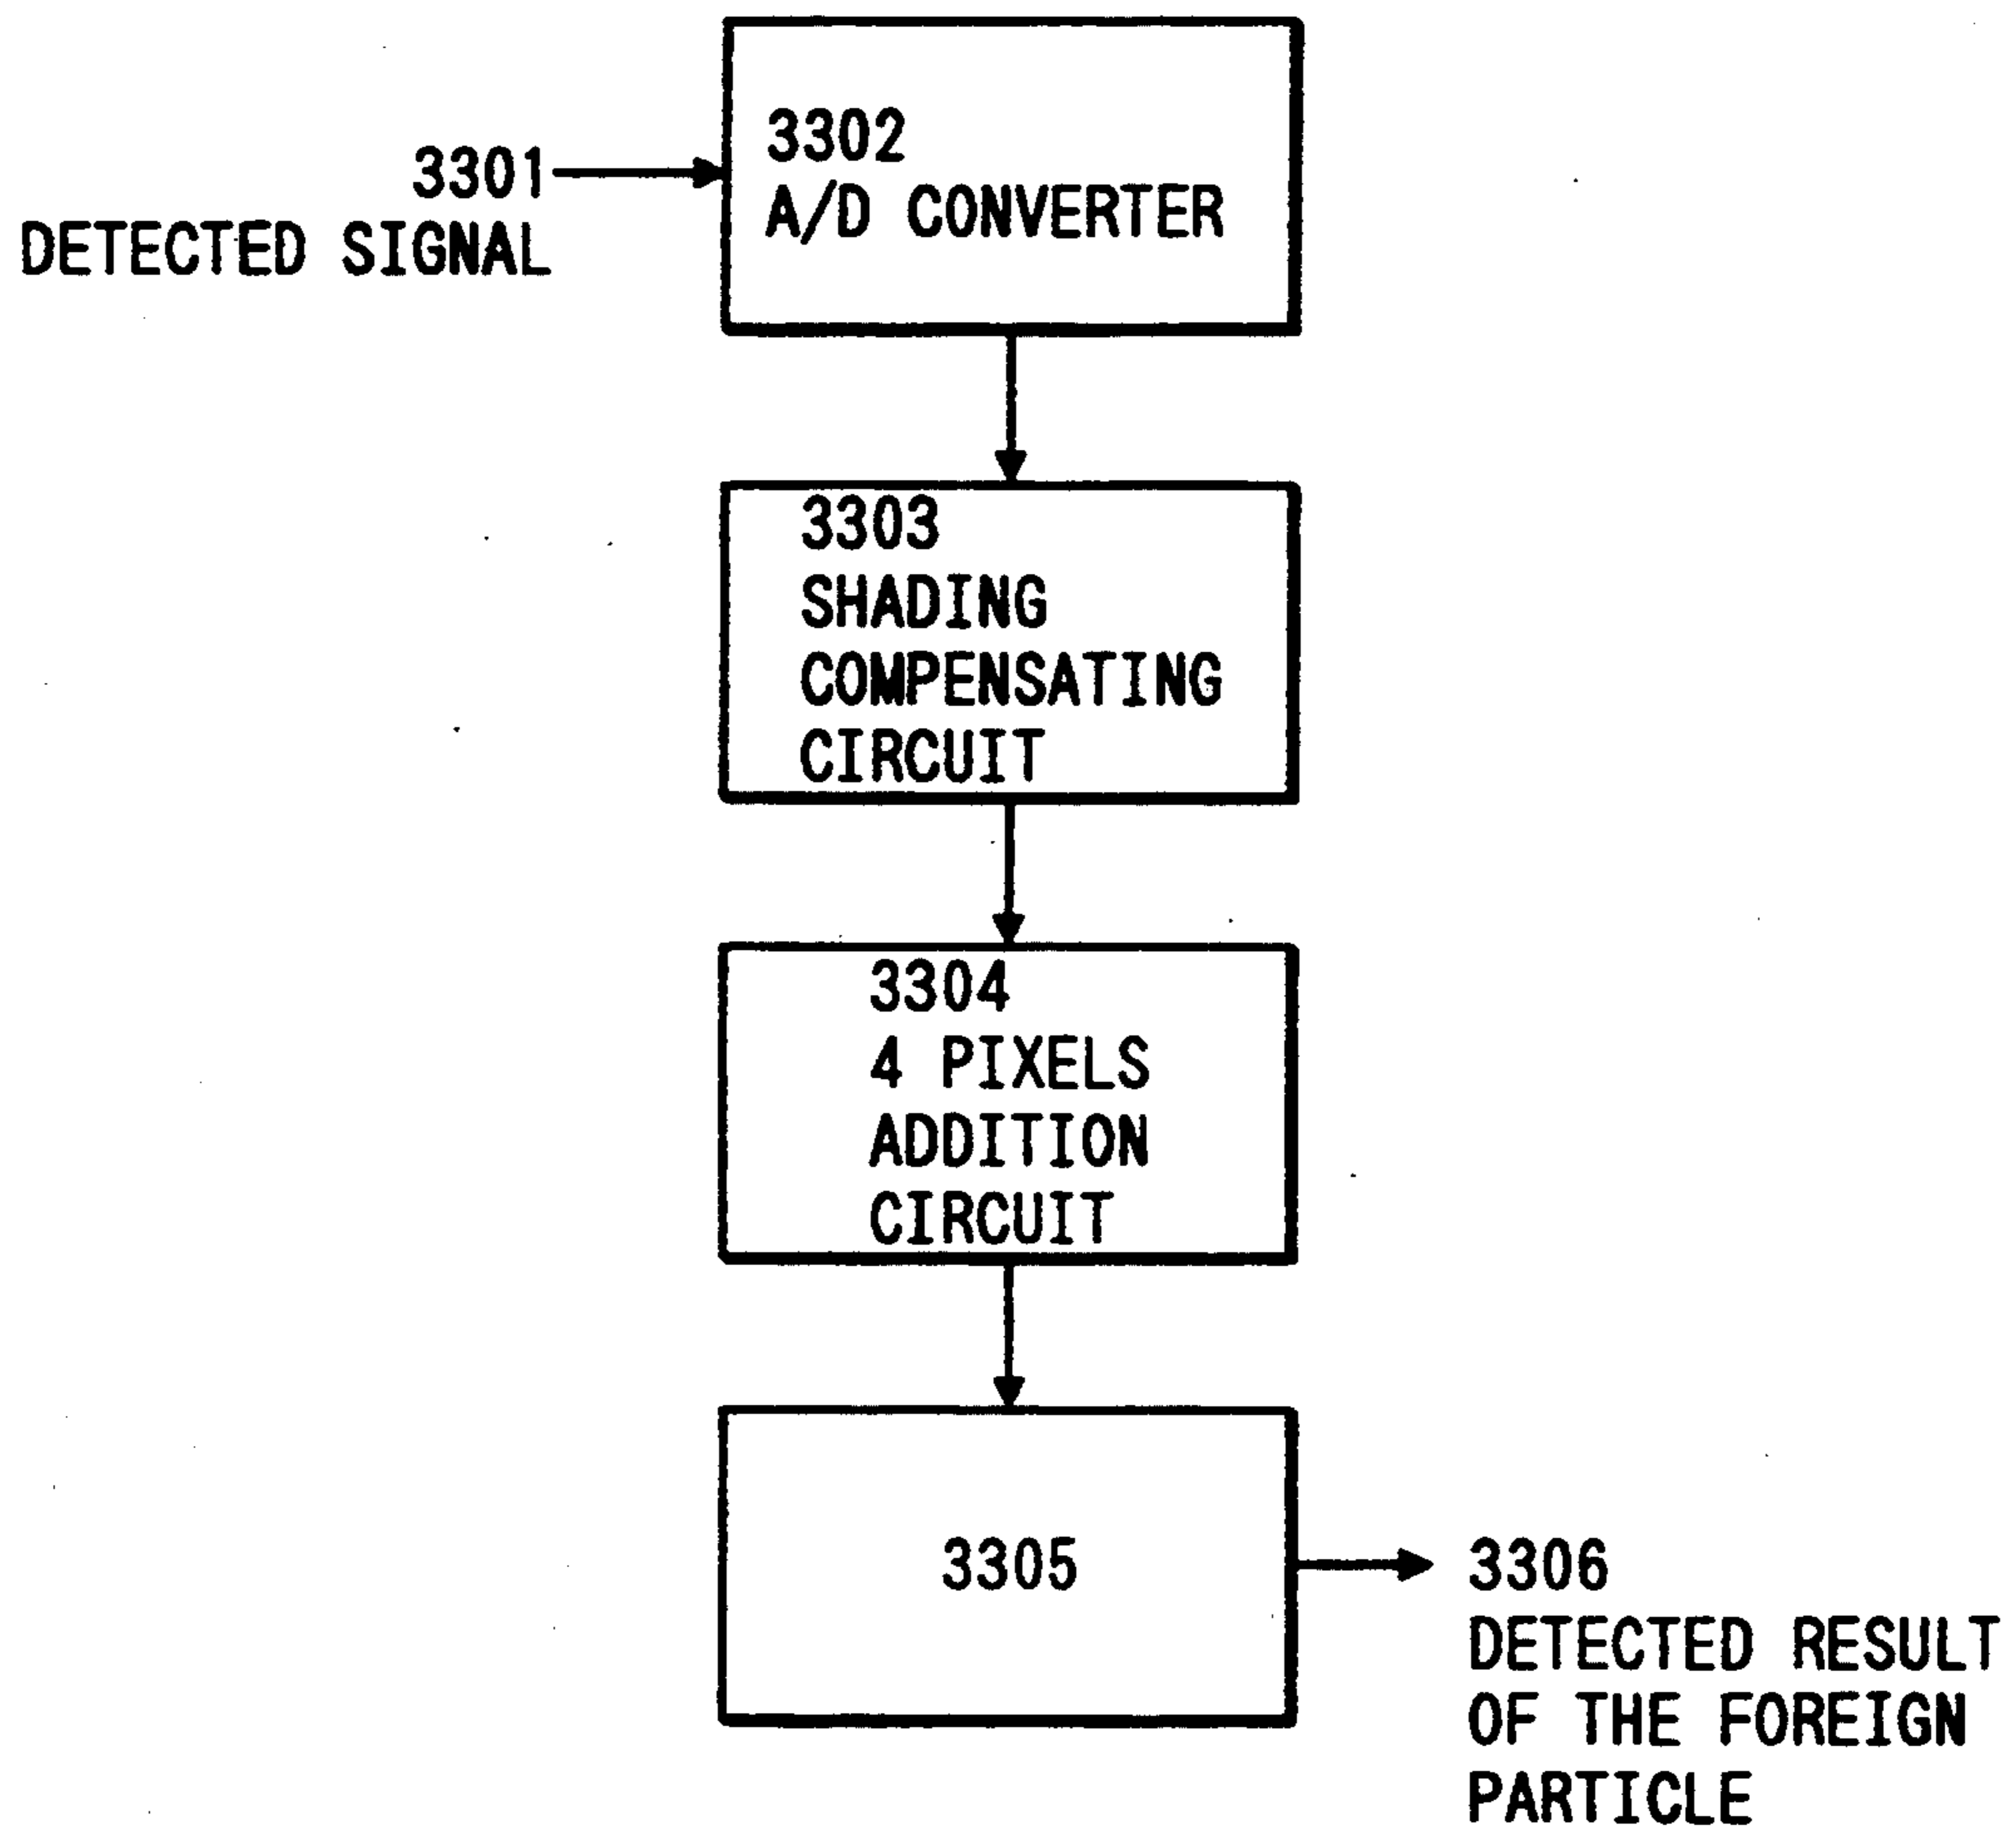 3301
DETECTED SIGNAL
3302
A/D CONVERTER
3303
SHADING
COMPENSATING
CIRCUIT
3304
4 PIXELS
ADDITION
CIRCUIT
3305
3306
DETECTED RESULT
OF THE FOREIGN
PARTICLE